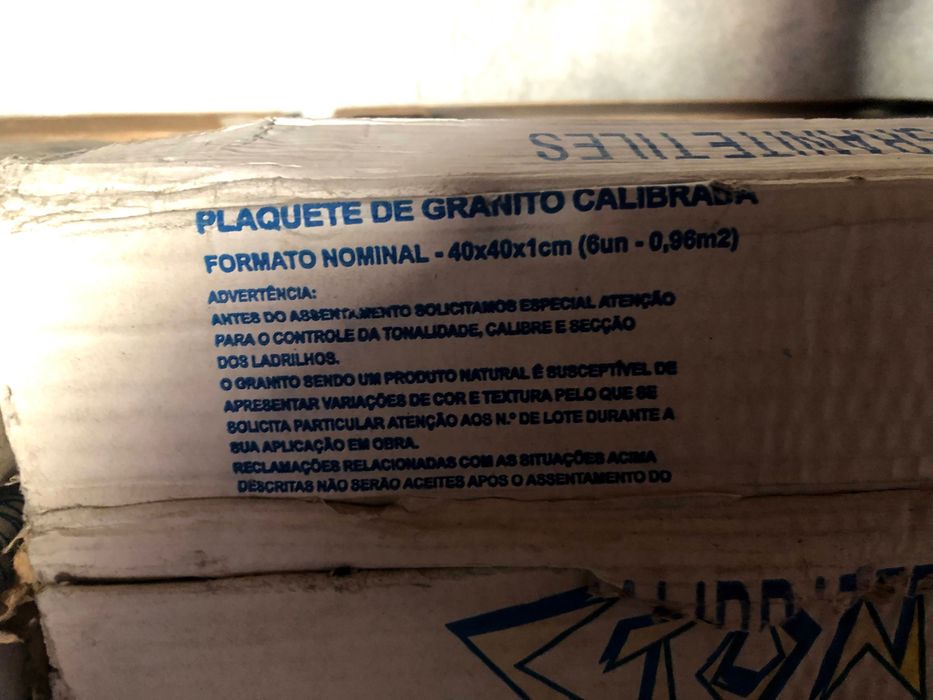 GRANITE TILES
PLAQUETE DE GRANITO CALIBRADA
FORMATO NOMINAL - 40x40x1cm (6un - 0,96m2)
ADVERTÊNCIA:
ANTES DO ASSENTAMENTO SOLICITAMOS ESPECIAL ATENÇÃO
PARA O CONTROLE DA TONALIDADE, CALIBRE E SECÇÃO
DOS LADRILHOS.
O GRANITO SENDO UM PRODUTO NATURAL É SUSCEPTÍVEL DE
APRESENTAR VARIAÇÕES DE COR E TEXTURA PELO QUE SE
SOLICITA PARTICULAR ATENÇÃO AOS N.º DE LOTE DURANTE A
SUA APLICAÇÃO EM OBRA.
RECLAMAÇÕES RELACIONADAS COM AS SITUAÇÕES ACIMA
DESCRITAS NÃO SERÃO ACEITES APÓS O ASSENTAMENTO DO